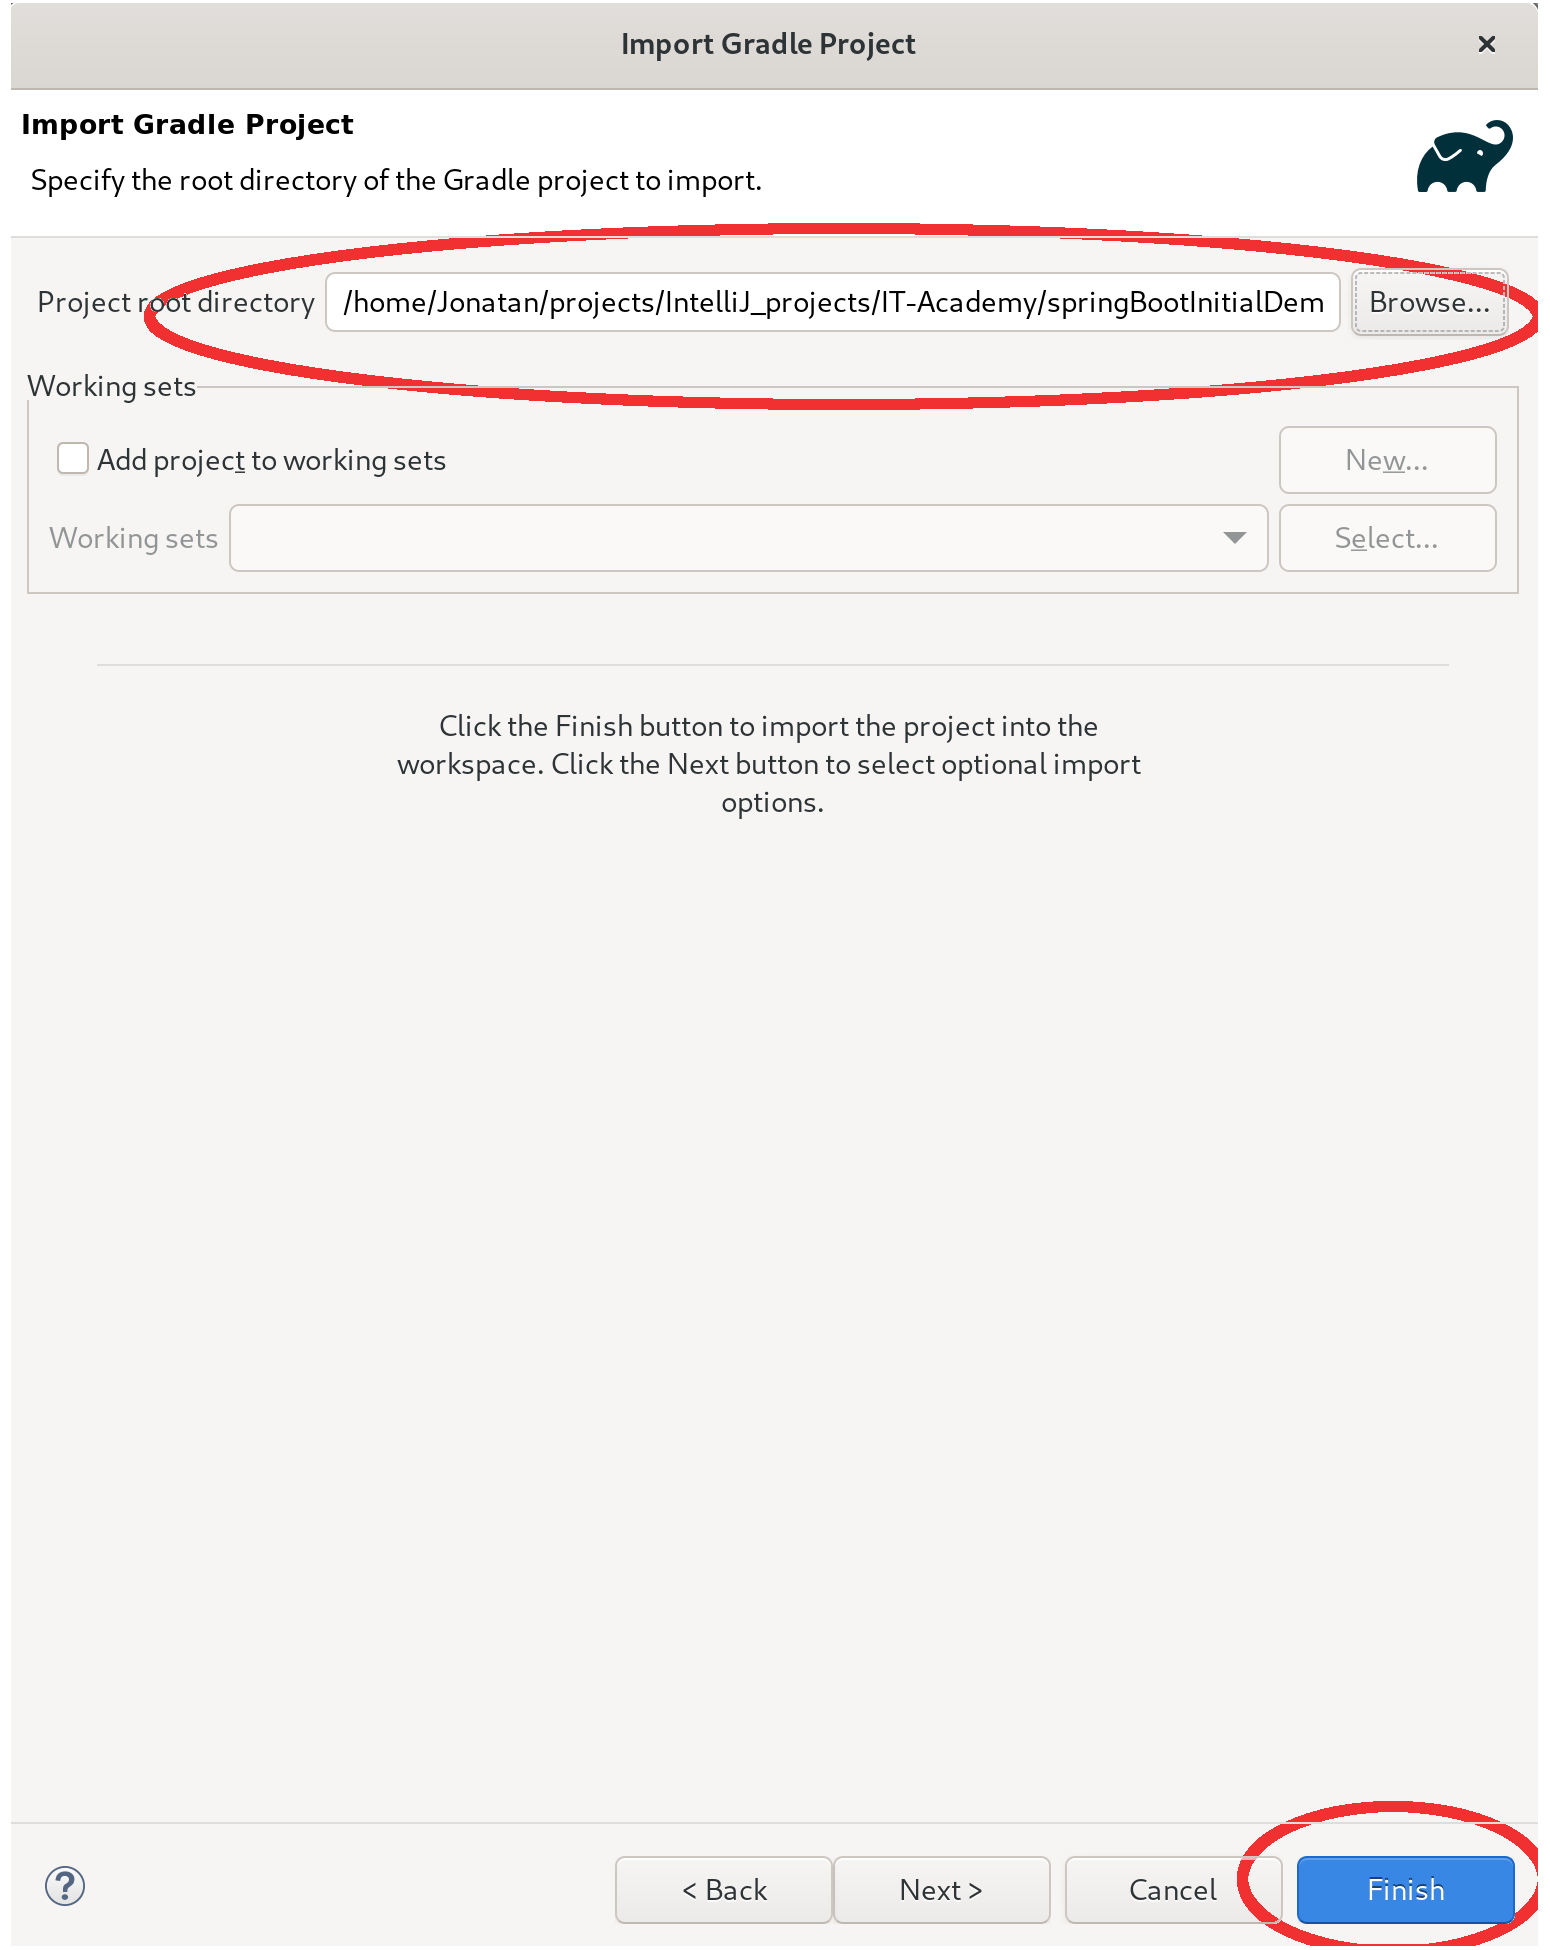 Import Gradle Project
Import Gradle Project
Specify the root directory of the Gradle project to import.
Project root directory /home/Jonatan/projects/IntelliJ_projects/IT-Academy/springBootInitialDem Browse...
Working sets
Add project to working sets New...
Working sets Select...
Click the Finish button to import the project into the
workspace. Click the Next button to select optional import
options.
? < Back Next > Cancel Finish